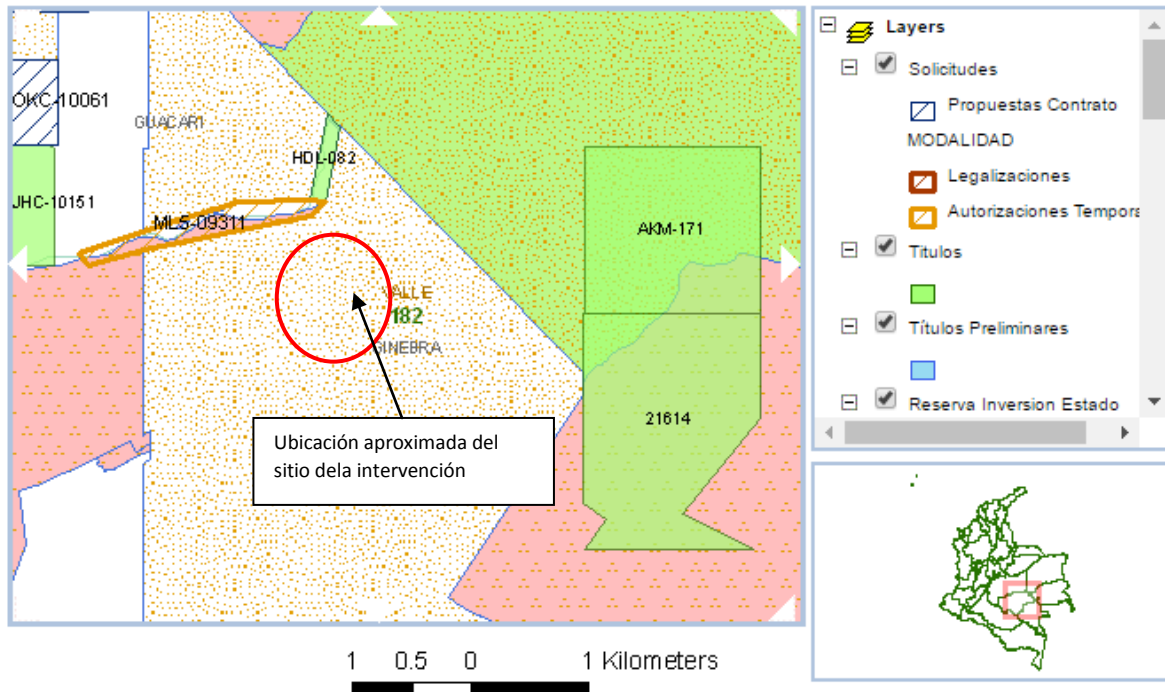 OKC-10061
GUACARI
HDL-082
JHC-10151
ML5-09311
AKM-171
182
GINEBRA
21614
Ubicación aproximada del
sitio dela intervención
1 0.5 0 1 Kilometers
Layers
Solicitudes
Propuestas Contrato
MODALIDAD
Legalizaciones
Autorizaciones Tempora
Titulos
Títulos Preliminares
Reserva Inversion Estado